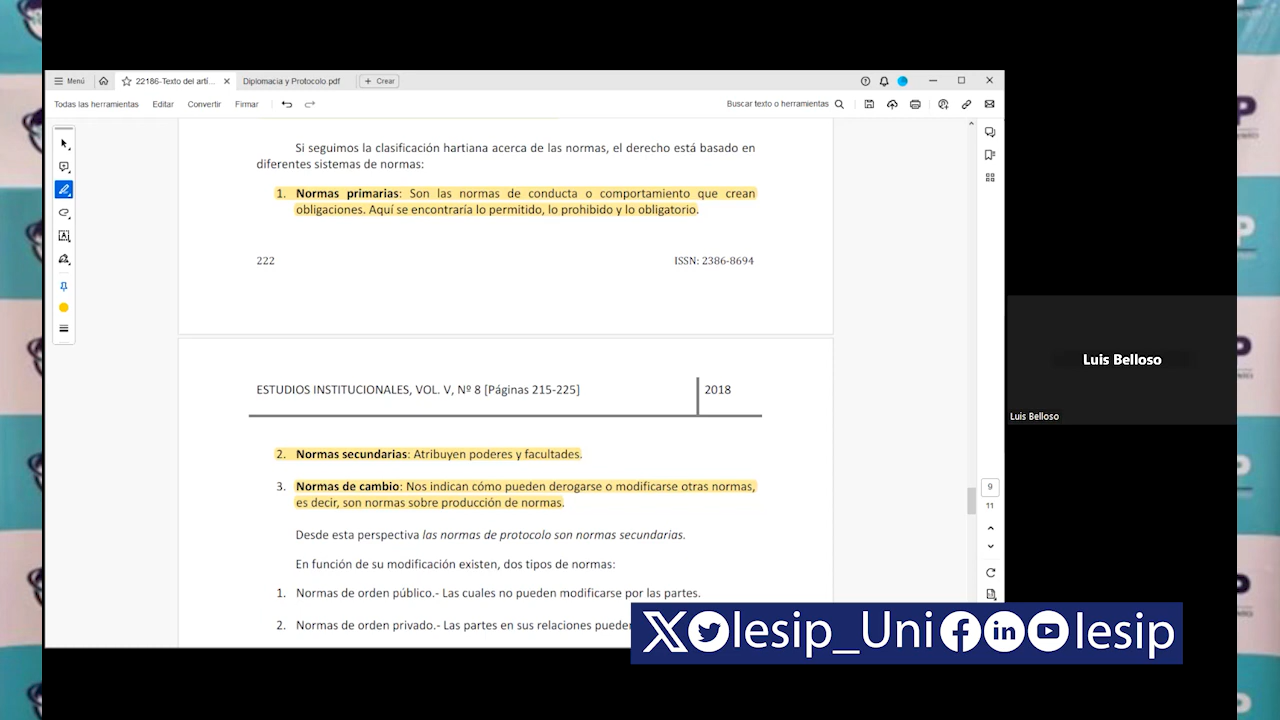 Menú
22186-Texto del artí...
Diplomacia y Protocolo.pdf
Crear
Todas las herramientas
Editar
Convertir
Firmar
Buscar texto o herramientas
Si seguimos la clasificación hartiana acerca de las normas, el derecho está basado en
diferentes sistemas de normas:
1. Normas primarias: Son las normas de conducta o comportamiento que crean
obligaciones. Aquí se encontraría lo permitido, lo prohibido y lo obligatorio.
222
ISSN: 2386-8694
ESTUDIOS INSTITUCIONALES, VOL. V, Nº 8 [Páginas 215-225]
2018
2. Normas secundarias: Atribuyen poderes y facultades.
3. Normas de cambio: Nos indican cómo pueden derogarse o modificarse otras normas,
es decir, son normas sobre producción de normas.
Desde esta perspectiva las normas de protocolo son normas secundarias.
En función de su modificación existen, dos tipos de normas:
1. Normas de orden público.- Las cuales no pueden modificarse por las partes.
2. Normas de orden privado.- Las partes en sus relaciones pueden
9
11
Luis Belloso
Luis Belloso
Iesip_Uni
in
Iesip